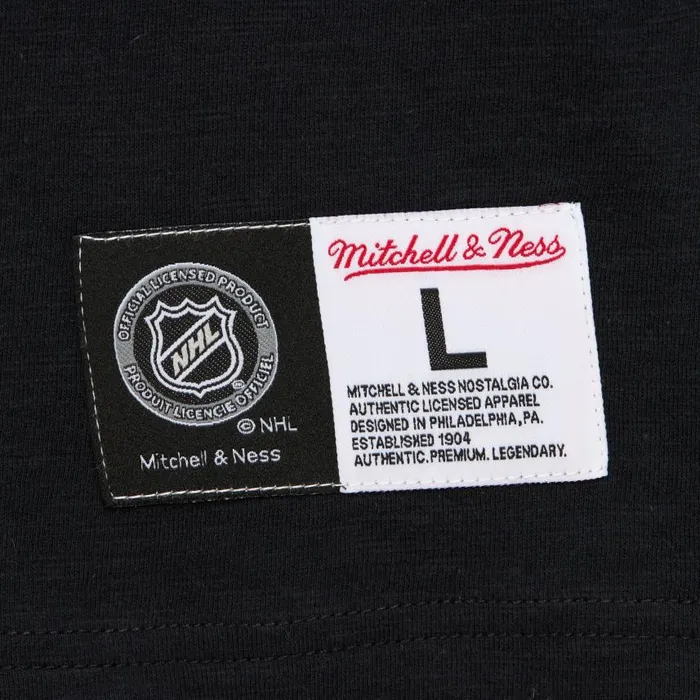 OFFICIAL LICENSED PRODUCT
NHL
®
PRODUIT LICENCIE OFFICIEL
© NHL
Mitchell & Ness
Mitchell & Ness
L
MITCHELL & NESS NOSTALGIA CO.
AUTHENTIC LICENSED APPAREL
DESIGNED IN PHILADELPHIA, PA.
ESTABLISHED 1904
AUTHENTIC. PREMIUM. LEGENDARY.